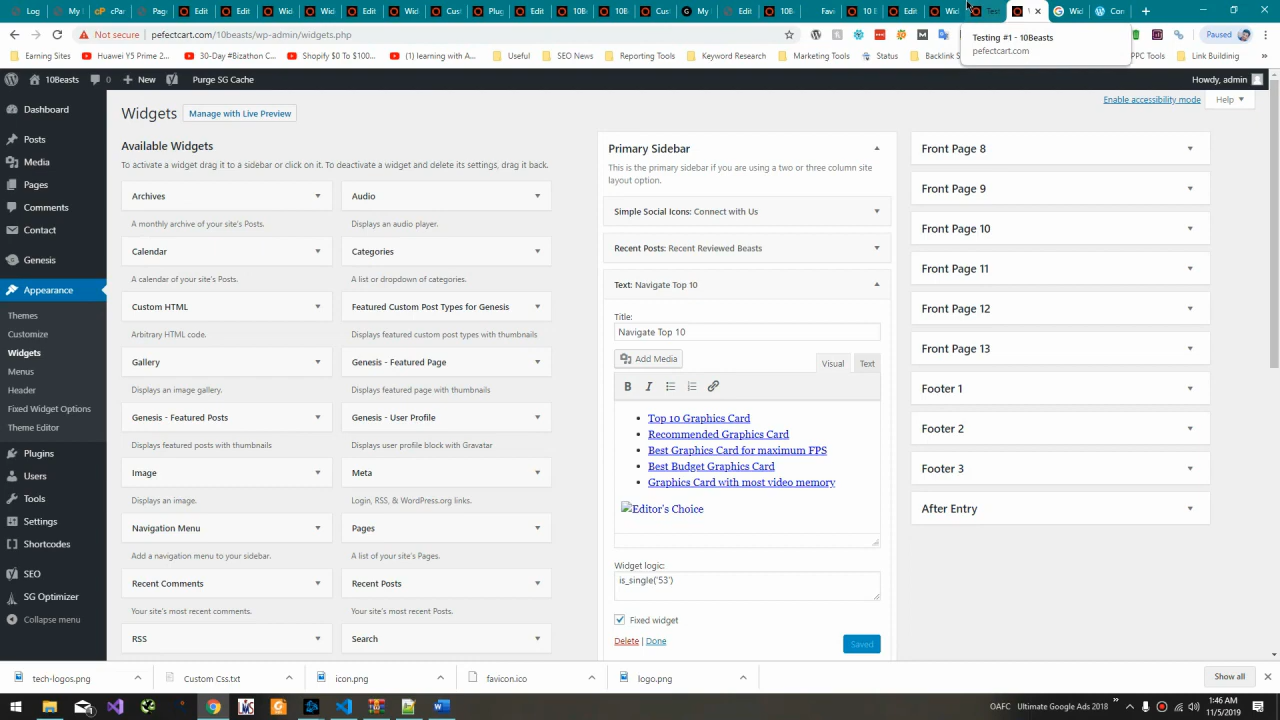 Log
My
cP
Pa
Page
Edit
Edit
Wid
Wid
Edit
Edit
Wid
Cus
Plug
Edit
10B
10B
Edit
My
Edit
10B
Favi
10 B
Edit
Wid
Test
Wid
Con
Not secure
pefectcart.com/10beasts/wp-admin/widgets.php
Paused
Testing #1 - 10Beasts
pefectcart.com
Earning Sites
Huawei Y5 Prime 2...
30-Day #Bizathon C...
Shopify $0 To $100...
(1) learning with A...
Useful
SEO News
Reporting Tools
Keyword Research
Marketing Tools
Status
Backlink S
PPC Tools
Link Building
»
10Beasts
0
New
Purge SG Cache
Howdy, admin
Dashboard
Posts
Media
Pages
Comments
Contact
Genesis
Appearance
Themes
Customize
Widgets
Menus
Header
Fixed Widget Options
Theme Editor
Plugins
Users
Tools
Settings
Shortcodes
SEO
SG Optimizer
Collapse menu
Widgets
Manage with Live Preview
Enable accessibility mode
Help
Available Widgets
To activate a widget drag it to a sidebar or click on it. To deactivate a widget and delete its settings, drag it back.
Archives
A monthly archive of your site's Posts.
Audio
Displays an audio player.
Calendar
A calendar of your site's Posts.
Categories
A list or dropdown of categories.
Custom HTML
Arbitrary HTML code.
Featured Custom Post Types for Genesis
Displays featured custom post types with thumbnails
Gallery
Displays an image gallery.
Genesis - Featured Page
Displays featured page with thumbnails
Genesis - Featured Posts
Displays featured posts with thumbnails
Genesis - User Profile
Displays user profile block with Gravatar
Image
Displays an image.
Meta
Login, RSS, & WordPress.org links.
Navigation Menu
Add a navigation menu to your sidebar.
Pages
A list of your site's Pages.
Recent Comments
Your site's most recent comments.
Recent Posts
Your site's most recent Posts.
RSS
Search
Primary Sidebar
This is the primary sidebar if you are using a two or three column site
layout option.
Simple Social Icons: Connect with Us
Recent Posts: Recent Reviewed Beasts
Text: Navigate Top 10
Title:
Navigate Top 10
Add Media
Visual
Text
B I
Top 10 Graphics Card
Recommended Graphics Card
Best Graphics Card for maximum FPS
Best Budget Graphics Card
Graphics Card with most video memory
Editor's Choice
Widget logic:
is_single('53')
Fixed widget
Delete | Done
Saved
Front Page 8
Front Page 9
Front Page 10
Front Page 11
Front Page 12
Front Page 13
Footer 1
Footer 2
Footer 3
After Entry
tech-logos.png
Custom Css.txt
icon.png
favicon.ico
logo.png
Show all
OAFC
Ultimate Google Ads 2018
»
1:46 AM
11/5/2019